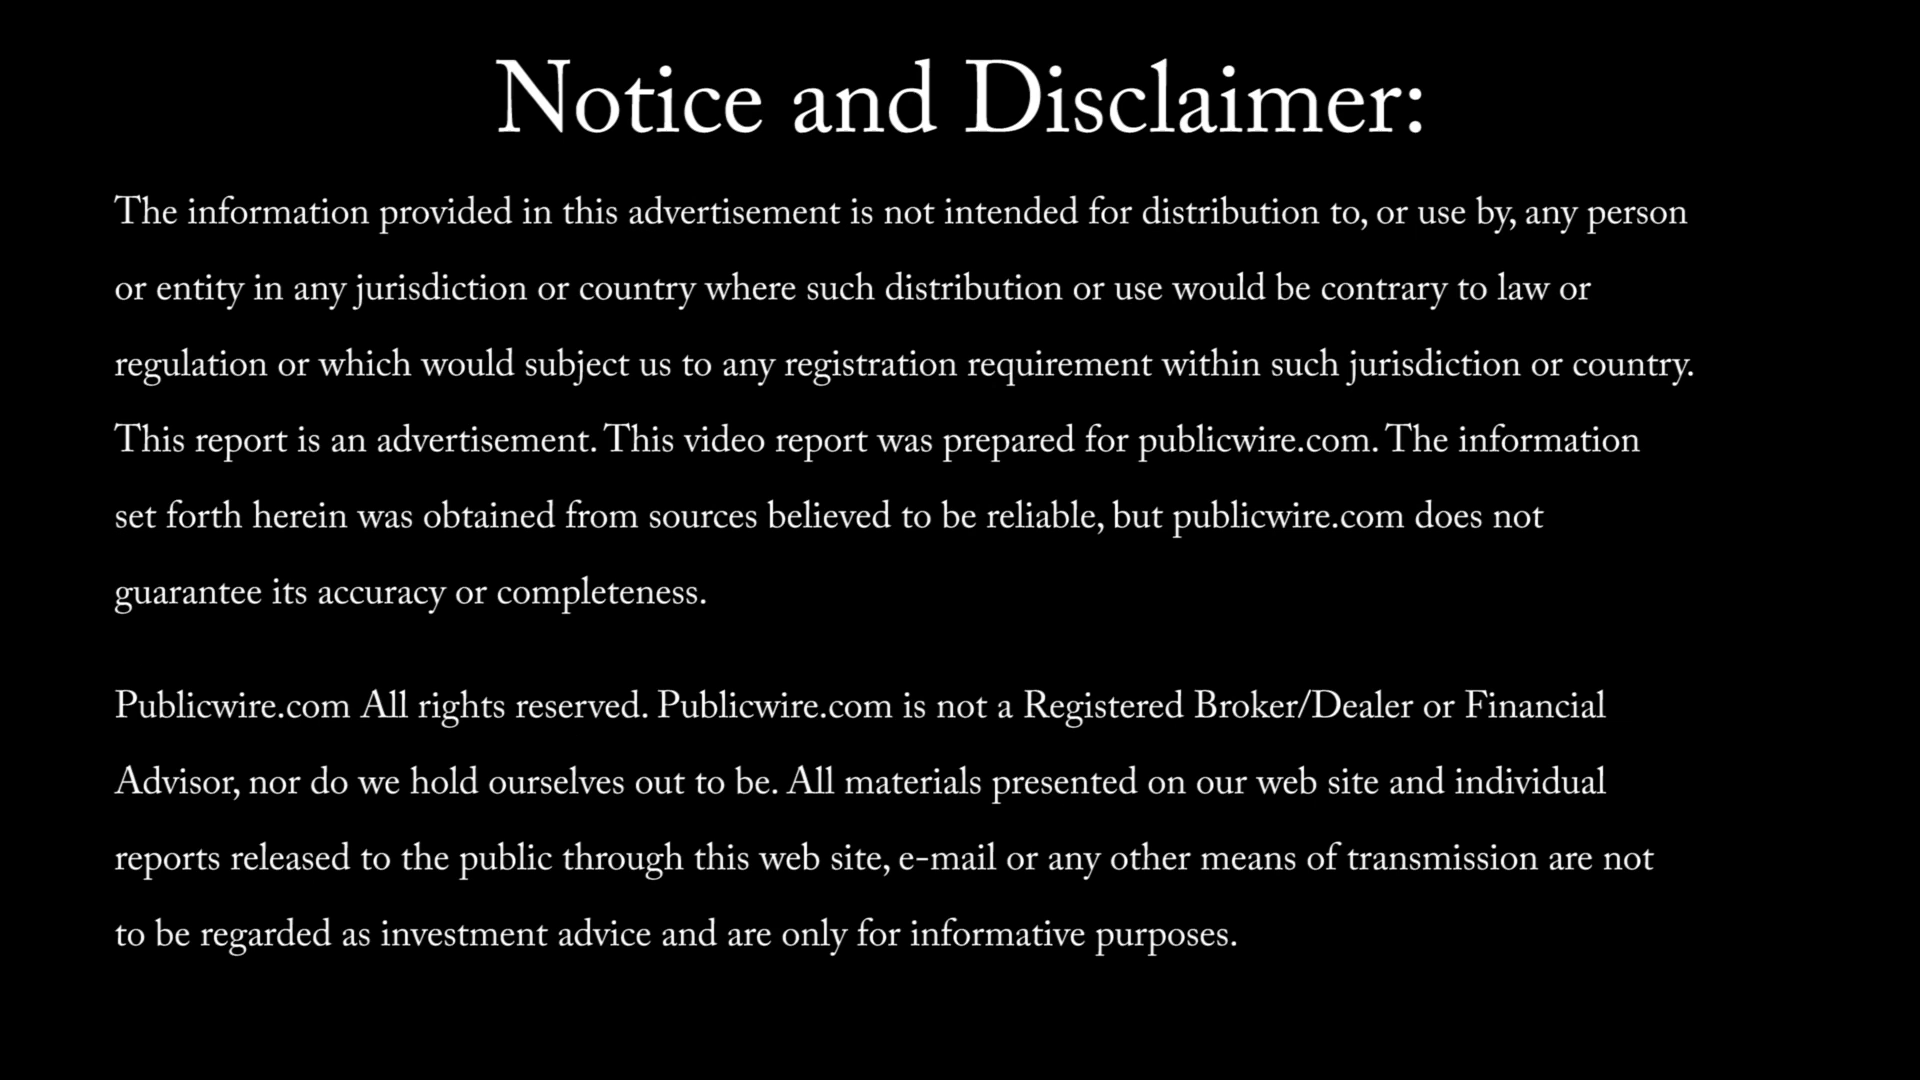 Notice and Disclaimer:
The information provided in this advertisement is not intended for distribution to, or use by, any person
or entity in any jurisdiction or country where such distribution or use would be contrary to law or
regulation or which would subject us to any registration requirement within such jurisdiction or country.
This report is an advertisement. This video report was prepared for publicwire.com. The information
set forth herein was obtained from sources believed to be reliable, but publicwire.com does not
guarantee its accuracy or completeness.
Publicwire.com All rights reserved. Publicwire.com is not a Registered Broker/Dealer or Financial
Advisor, nor do we hold ourselves out to be. All materials presented on our web site and individual
reports released to the public through this web site, e-mail or any other means of transmission are not
to be regarded as investment advice and are only for informative purposes.